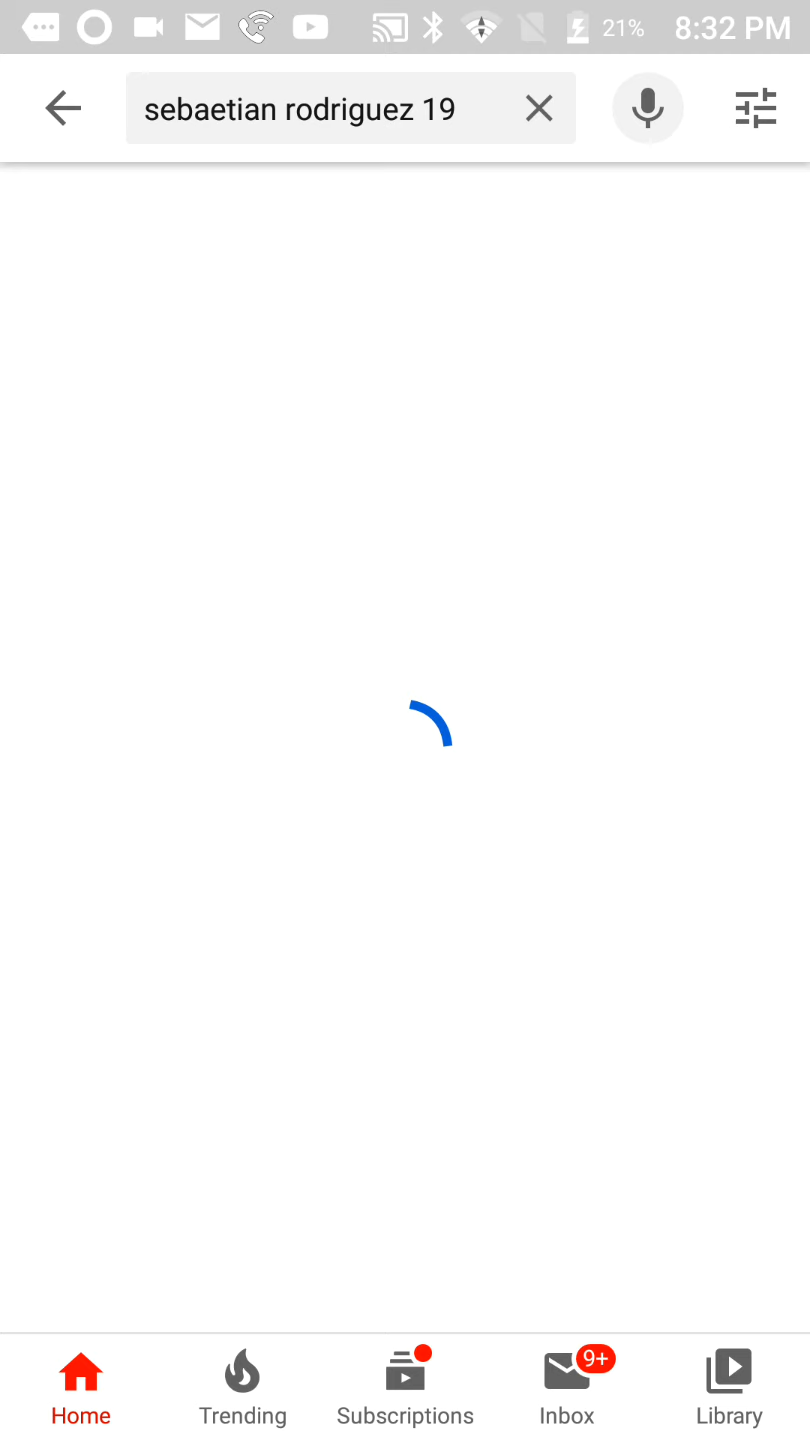 21% 8:32 PM
sebaetian rodriguez 19
9+
Home Trending Subscriptions Inbox Library